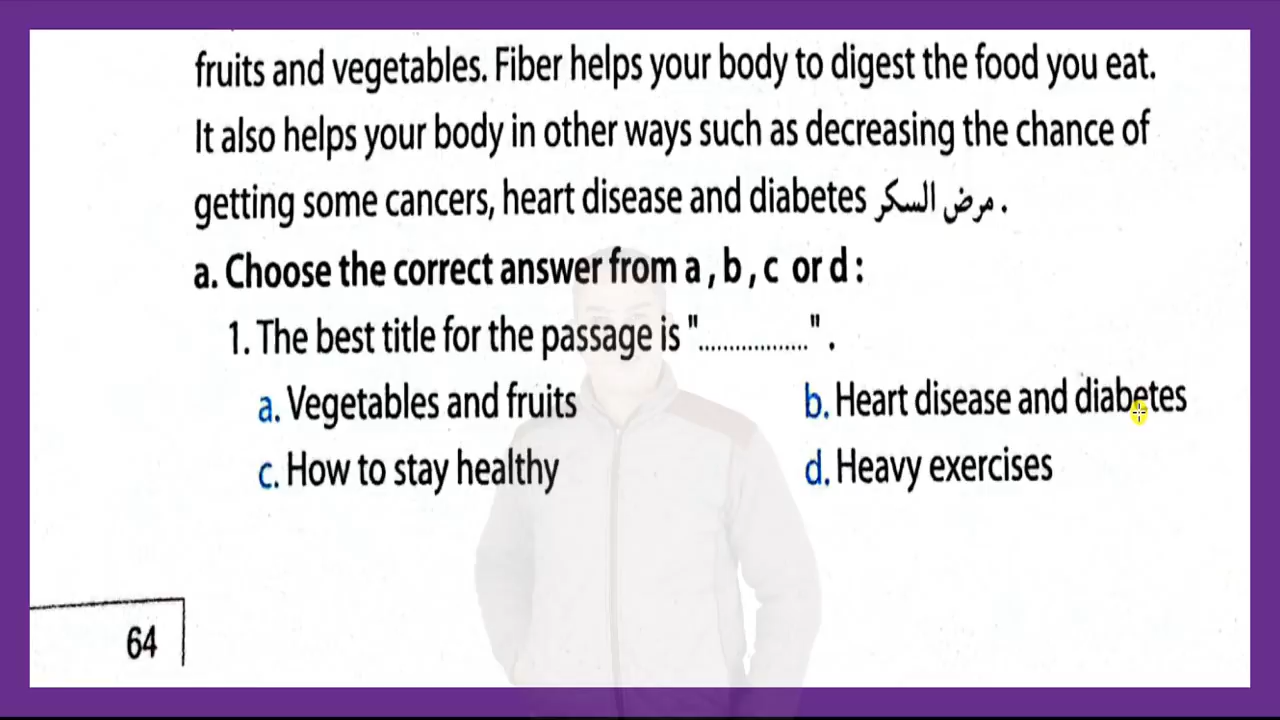 fruits and vegetables. Fiber helps your body to digest the food you eat.
It also helps your body in other ways such as decreasing the chance of
getting some cancers, heart disease and diabetes مرض السكر .
a. Choose the correct answer from a , b , c or d :
1. The best title for the passage is "..................." .
a. Vegetables and fruits b. Heart disease and diabetes
c. How to stay healthy d. Heavy exercises
64